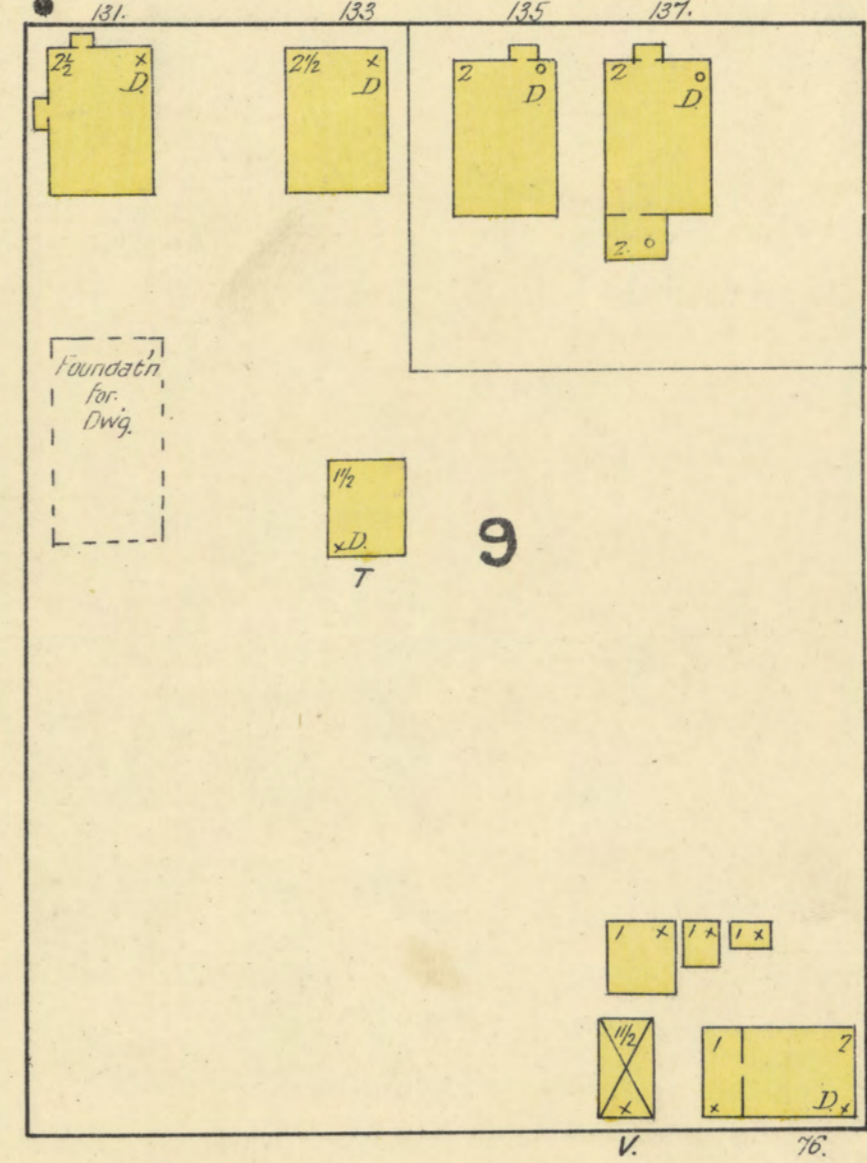 131. 133 135 137.
2½ x D.
2½ x D
2 o D
2 o D
2. o
Foundat'n
for.
Dwg.
1½
x D.
T
9
1 x
1 x
1 x
1½
x
1 2
x D. x
V. 76.